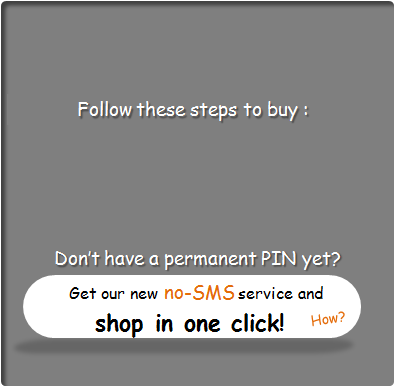 Follow these steps to buy :
Don't have a permanent PIN yet?
Get our new no-SMS service and
shop in one click! How?